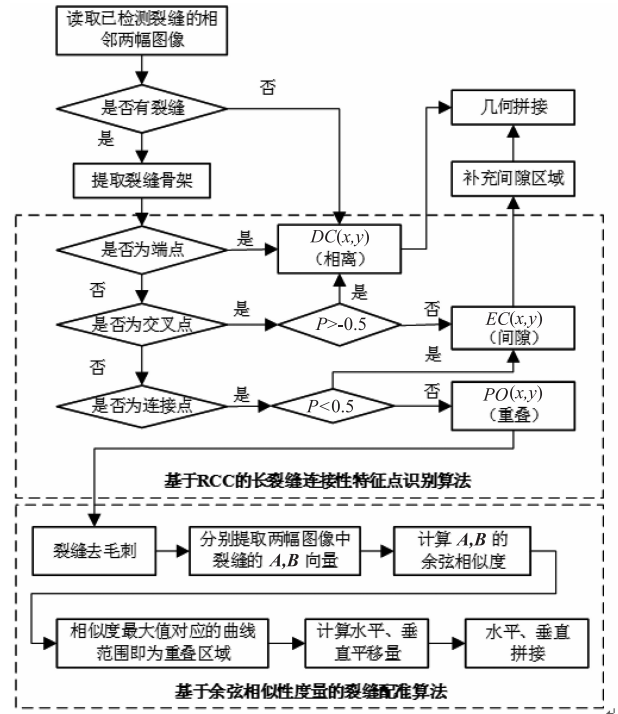 读取已检测裂缝的相
邻两幅图像
否
是否有裂缝
几何拼接
是
提取裂缝骨架
补充间隙区域
是否为端点
是
DC(x,y)
（相离）
否
是
是否为交叉点
是
P>-0.5
否
EC(x,y)
（间隙）
否
是
是否为连接点
是
P<0.5
否
PO(x,y)
（重叠）
基于RCC的长裂缝连接性特征点识别算法
裂缝去毛刺
分别提取两幅图像中
裂缝的 A,B 向量
计算 A,B 的
余弦相似度
相似度最大值对应的曲线
范围即为重叠区域
计算水平、垂
直平移量
水平、垂直
拼接
基于余弦相似性度量的裂缝配准算法